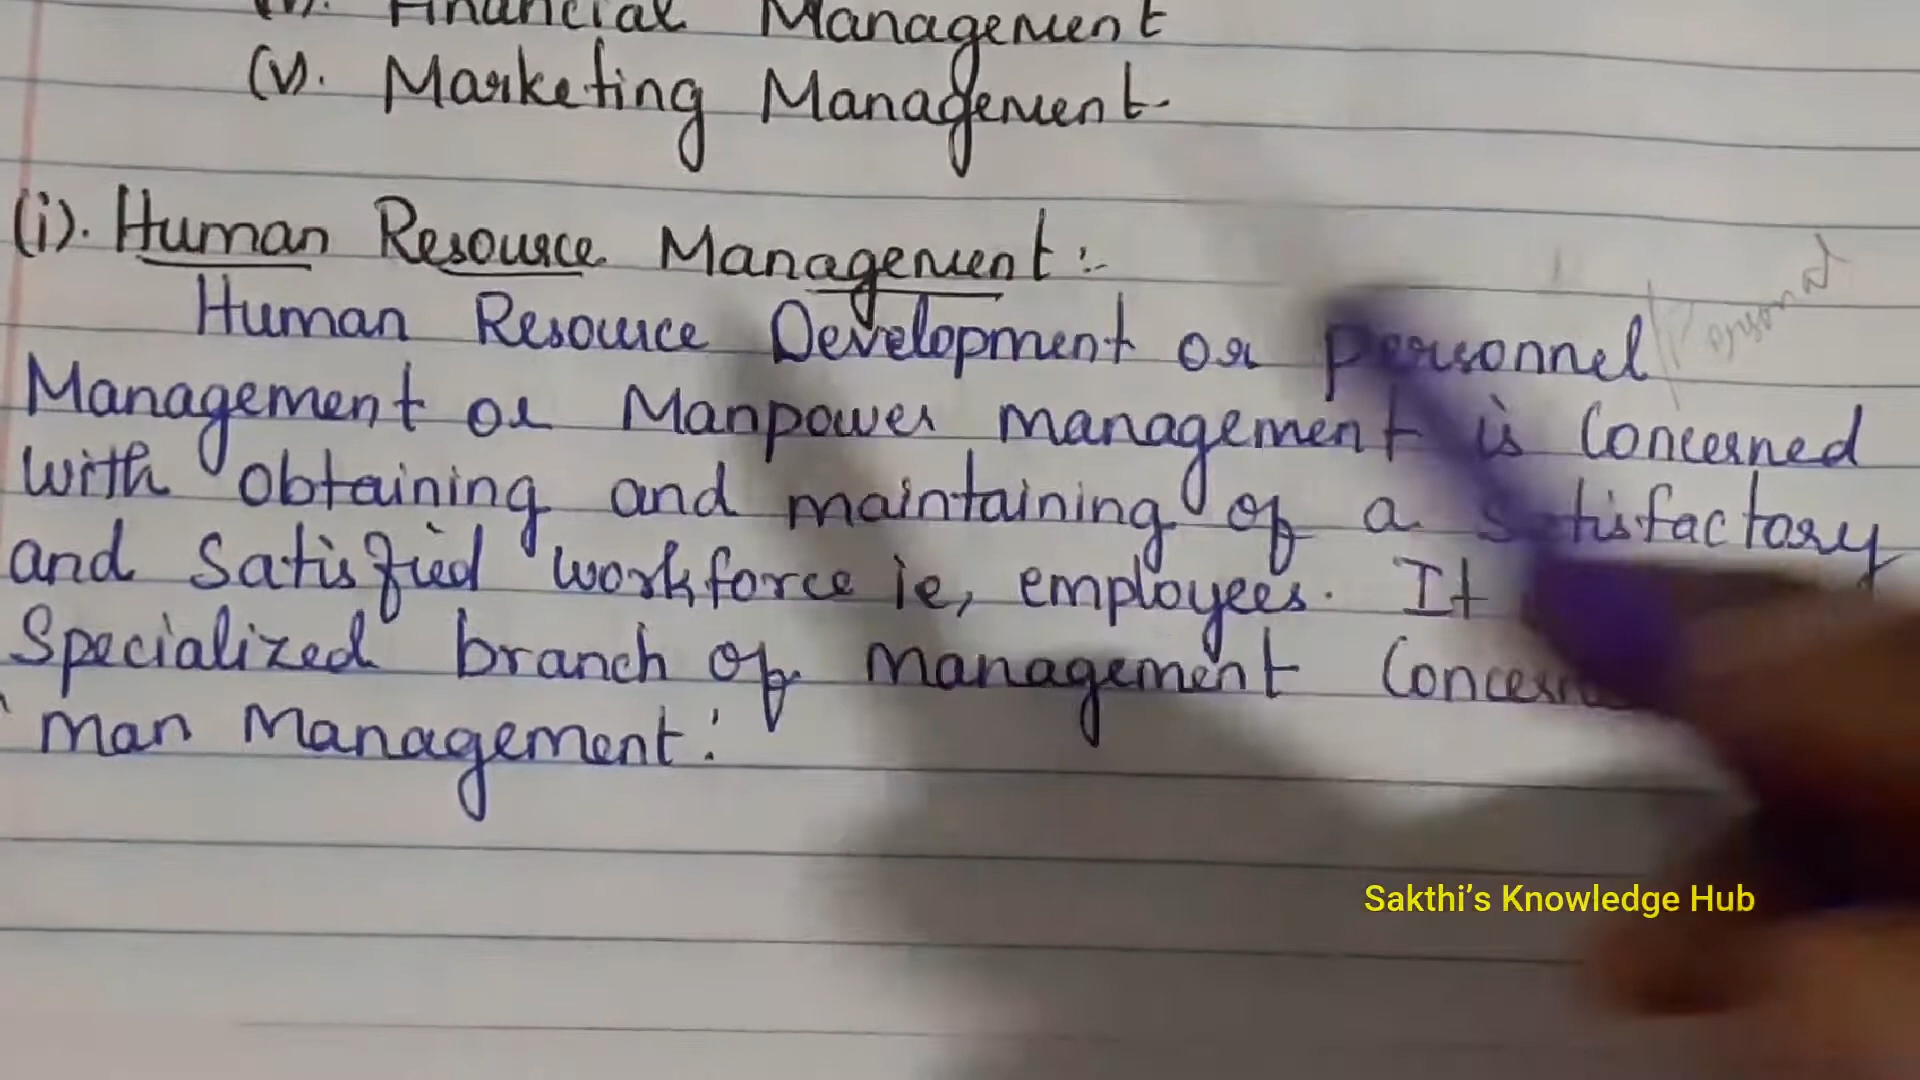 Financial Management
(v). Marketing Management
(i). Human Resource Management :-
Human Resource Development or personnel
Management or Manpower management is Concerned
with obtaining and maintaining of a satisfactory
and Satisfied workforce ie, employees. It
Specialized branch of management
'man Management'.
Sakthi's Knowledge Hub